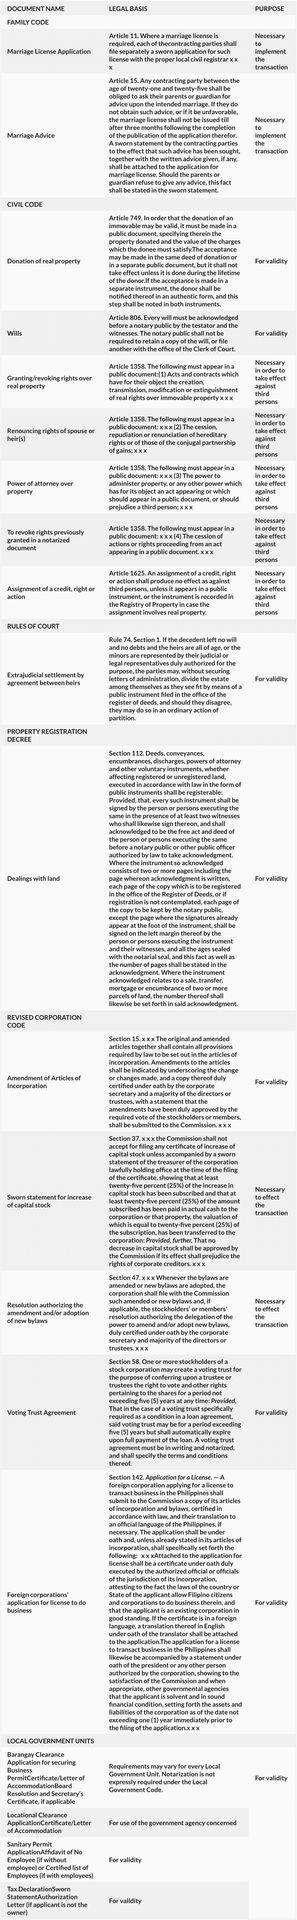 DOCUMENT NAME LEGAL BASIS PURPOSE
FAMILY CODE
Marriage License Application
Article 11. Where a marriage license is
required, each of thecontracting parties shall
file separately a sworn application for such
license with the proper local civil registrar x x
x
Necessary
to
implement
the
transaction
Marriage Advice
Article 15. Any contracting party between the
age of twenty-one and twenty-five shall be
obliged to ask their parents or guardian for
advice upon the intended marriage. If they do
not obtain such advice, or if it be unfavorable,
the marriage license shall not be issued till
after three months following the completion
of the publication of the application therefor.
A sworn statement by the contracting parties
to the effect that such advice has been sought,
together with the written advice given, if any,
shall be attached to the application for
marriage license. Should the parents or
guardian refuse to give any advice, this fact
shall be stated in the sworn statement.
Necessary
to
implement
the
transaction
CIVIL CODE
Donation of real property
Article 749. In order that the donation of an
immovable may be valid, it must be made in a
public document, specifying therein the
property donated and the value of the charges
which the donee must satisfy.The acceptance
may be made in the same deed of donation or
in a separate public document, but it shall not
take effect unless it is done during the lifetime
of the donor.If the acceptance is made in a
separate instrument, the donor shall be
notified thereof in an authentic form, and this
step shall be noted in both instruments.
For validity
Wills
Article 806. Every will must be acknowledged
before a notary public by the testator and the
witnesses. The notary public shall not be
required to retain a copy of the will, or file
another with the office of the Clerk of Court.
For validity
Granting/revoking rights over
real property
Article 1358. The following must appear in a
public document:(1) Acts and contracts which
have for their object the creation,
transmission, modification or extinguishment
of real rights over immovable property x x x
Necessary
in order to
take effect
against
third
persons
Renouncing rights of spouse or
heir(s)
Article 1358. The following must appear in a
public document: x x x (2) The cession,
repudiation or renunciation of hereditary
rights or of those of the conjugal partnership
of gains; x x x
Necessary
in order to
take effect
against
third
persons
Power of attorney over
property
Article 1358. The following must appear in a
public document: x x x (3) The power to
administer property, or any other power which
has for its object an act appearing or which
should appear in a public document, or should
prejudice a third person; x x x
Necessary
in order to
take effect
against
third
persons
To revoke rights previously
granted in a notarized
document
Article 1358. The following must appear in a
public document: x x x (4) The cession of
actions or rights proceeding from an act
appearing in a public document. x x x
Necessary
in order to
take effect
against
third
persons
Assignment of a credit, right or
action
Article 1625. An assignment of a credit, right
or action shall produce no effect as against
third persons, unless it appears in a public
instrument, or the instrument is recorded in
the Registry of Property in case the
assignment involves real property.
Necessary
in order to
take effect
against
third
persons
RULES OF COURT
Extrajudicial settlement by
agreement between heirs
Rule 74, Section 1. If the decedent left no will
and no debts and the heirs are all of age, or the
minors are represented by their judicial or
legal representatives duly authorized for the
purpose, the parties may, without securing
letters of administration, divide the estate
among themselves as they see fit by means of a
public instrument filed in the office of the
register of deeds, and should they disagree,
they may do so in an ordinary action of
partition.
For validity
PROPERTY REGISTRATION
DECREE
Dealings with land
Section 112. Deeds, conveyances,
encumbrances, discharges, powers of attorney
and other voluntary instruments, whether
affecting registered or unregistered land,
executed in accordance with law in the form of
public instruments shall be registerable:
Provided, that, every such instrument shall be
signed by the person or persons executing the
same in the presence of at least two witnesses
who shall likewise sign thereon, and shall
acknowledged to be the free act and deed of
the person or persons executing the same
before a notary public or other public officer
authorized by law to take acknowledgment.
Where the instrument so acknowledged
consists of two or more pages including the
page whereon acknowledgment is written,
each page of the copy which is to be registered
in the office of the Register of Deeds, or if
registration is not contemplated, each page of
the copy to be kept by the notary public,
except the page where the signatures already
appear at the foot of the instrument, shall be
signed on the left margin thereof by the
person or persons executing the instrument
and their witnesses, and all the ages sealed
with the notarial seal, and this fact as well as
the number of pages shall be stated in the
acknowledgment. Where the instrument
acknowledged relates to a sale, transfer,
mortgage or encumbrance of two or more
parcels of land, the number thereof shall
likewise be set forth in said acknowledgment.
For validity
REVISED CORPORATION
CODE
Amendment of Articles of
Incorporation
Section 15. x x x The original and amended
articles together shall contain all provisions
required by law to be set out in the articles of
incorporation. Amendments to the articles
shall be indicated by underscoring the change
or changes made, and a copy thereof duly
certified under oath by the corporate
secretary and a majority of the directors or
trustees, with a statement that the
amendments have been duly approved by the
required vote of the stockholders or members,
shall be submitted to the Commission. x x x
For validity
Sworn statement for increase
of capital stock
Section 37. x x x the Commission shall not
accept for filing any certificate of increase of
capital stock unless accompanied by a sworn
statement of the treasurer of the corporation
lawfully holding office at the time of the filing
of the certificate, showing that at least
twenty-five percent (25%) of the increase in
capital stock has been subscribed and that at
least twenty-five percent (25%) of the amount
subscribed has been paid in actual cash to the
corporation or that property, the valuation of
which is equal to twenty-five percent (25%) of
the subscription, has been transferred to the
corporation: Provided, further, That no
decrease in capital stock shall be approved by
the Commission if its effect shall prejudice the
rights of corporate creditors. x x x
Necessary
to effect
the
transaction
Resolution authorizing the
amendment and/or adoption
of new bylaws
Section 47. x x x Whenever the bylaws are
amended or new bylaws are adopted, the
corporation shall file with the Commission
such amended or new bylaws and, if
applicable, the stockholders' or members'
resolution authorizing the delegation of the
power to amend and/or adopt new bylaws,
duly certified under oath by the corporate
secretary and majority of the directors or
trustees. x x x
Necessary
to effect
the
transaction
Voting Trust Agreement
Section 58. One or more stockholders of a
stock corporation may create a voting trust for
the purpose of conferring upon a trustee or
trustees the right to vote and other rights
pertaining to the shares for a period not
exceeding five (5) years at any time: Provided,
That in the case of a voting trust specifically
required as a condition in a loan agreement,
said voting trust may be for a period exceeding
five (5) years but shall automatically expire
upon full payment of the loan. A voting trust
agreement must be in writing and notarized,
and shall specify the terms and conditions
thereof.
For validity
Foreign corporations'
application for license to do
business
Section 142. Application for a License. — A
foreign corporation applying for a license to
transact business in the Philippines shall
submit to the Commission a copy of its articles
of incorporation and bylaws, certified in
accordance with law, and their translation to
an official language of the Philippines, if
necessary. The application shall be under
oath and, unless already stated in its articles of
incorporation, shall specifically set forth the
following: x x xAttached to the application for
license shall be a certificate under oath duly
executed by the authorized official or officials
of the jurisdiction of its incorporation,
attesting to the fact the laws of the country or
State of the applicant allow Filipino citizens
and corporations to do business therein, and
that the applicant is an existing corporation in
good standing. If the certificate is in a foreign
language, a translation thereof in English
under oath of the translator shall be attached
to the application.The application for a license
to transact business in the Philippines shall
likewise be accompanied by a statement under
oath of the president or any other person
authorized by the corporation, showing to the
satisfaction of the Commission and when
appropriate, other governmental agencies
that the applicant is solvent and in sound
financial condition, setting forth the assets and
liabilities of the corporation as of the date not
exceeding one (1) year immediately prior to
the filing of the application.x x x
For validity
LOCAL GOVERNMENT UNITS
Barangay Clearance
Application for securing
Business
PermitCertificate/Letter of
AccommodationBoard
Resolution and Secretary's
Certificate, if applicable
Requirements may vary for every Local
Government Unit. Notarization is not
expressly required under the Local
Government Code.
For validity
Locational Clearance
ApplicationCertificate/Letter
of Accommodation
For use of the government agency concerned
Sanitary Permit
ApplicationAffidavit of No
Employee (if without
employee) or Certified list of
Employees (if with employees)
For validity
Tax DeclarationSworn
StatementAuthorization
Letter (if applicant is not the
owner)
For validity